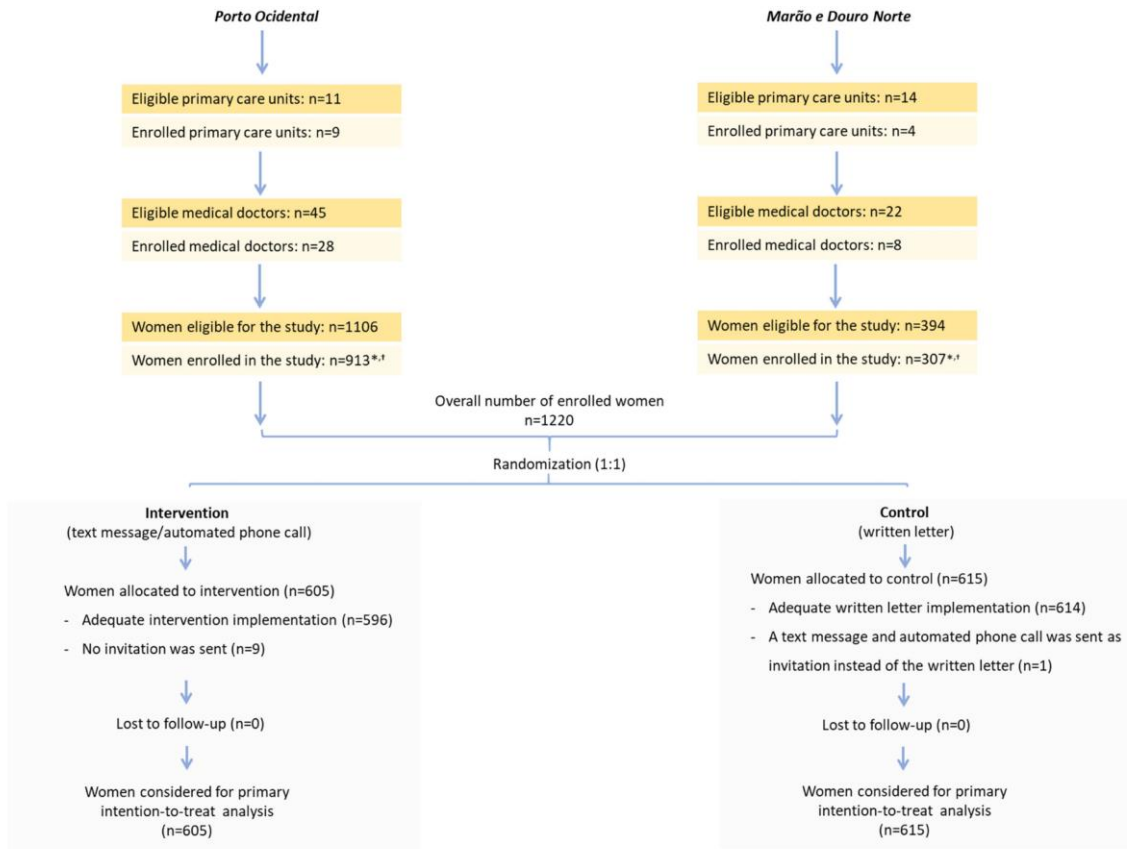 Porto Ocidental
Marão e Douro Norte
Eligible primary care units: n=11
Enrolled primary care units: n=9
Eligible primary care units: n=14
Enrolled primary care units: n=4
Eligible medical doctors: n=45
Enrolled medical doctors: n=28
Eligible medical doctors: n=22
Enrolled medical doctors: n=8
Women eligible for the study: n=1106
Women enrolled in the study: n=913*,†
Women eligible for the study: n=394
Women enrolled in the study: n=307*,†
Overall number of enrolled women
n=1220
Randomization (1:1)
Intervention
(text message/automated phone call)
Women allocated to intervention (n=605)
- Adequate intervention implementation (n=596)
- No invitation was sent (n=9)
Lost to follow-up (n=0)
Women considered for primary
intention-to-treat analysis
(n=605)
Control
(written letter)
Women allocated to control (n=615)
- Adequate written letter implementation (n=614)
- A text message and automated phone call was sent as
invitation instead of the written letter (n=1)
Lost to follow-up (n=0)
Women considered for primary
intention-to-treat analysis
(n=615)